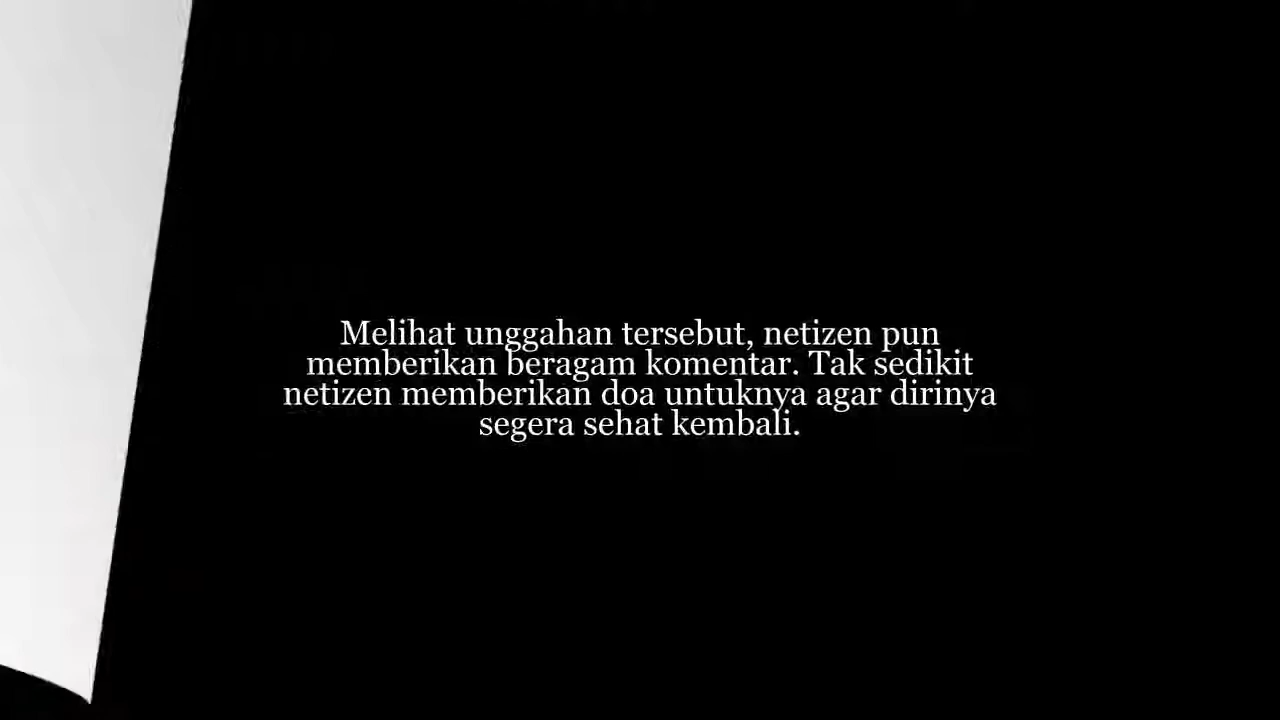 Melihat unggahan tersebut, netizen pun
memberikan beragam komentar. Tak sedikit
netizen memberikan doa untuknya agar dirinya
segera sehat kembali.